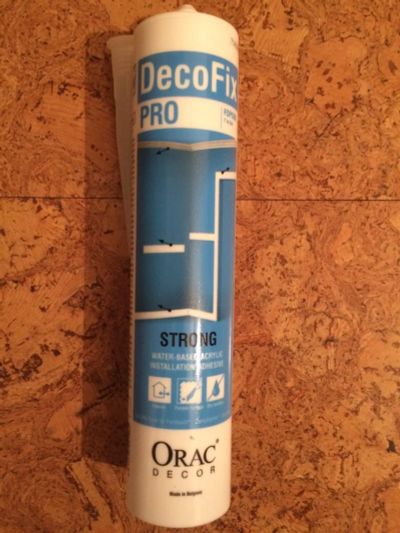 DecoFix
PRO
STRONG
WATER-BASED ACRYLIC
INSTALLATION ADHESIVE
ORAC
DECOR
Made in Belgium